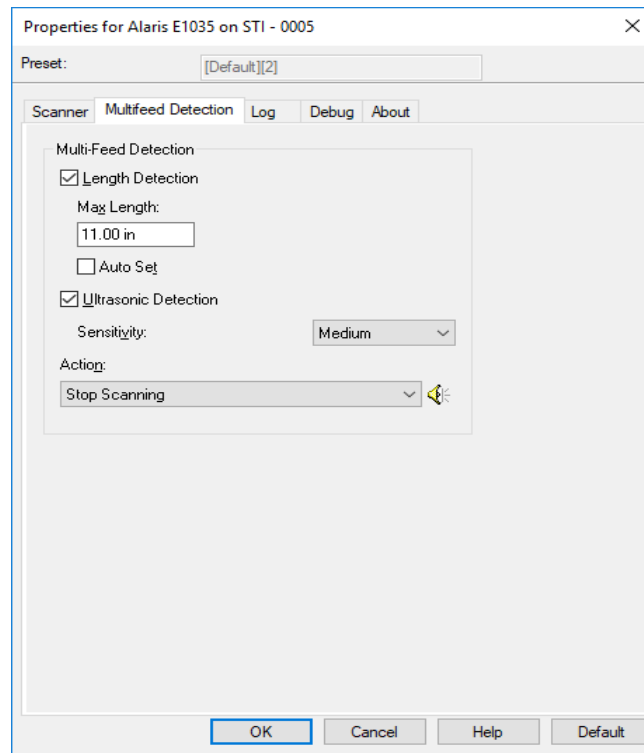 Properties for Alaris E1035 on STI - 0005
Preset: [Default][2]
Scanner Multifeed Detection Log Debug About
Multi-Feed Detection
Length Detection
Max Length:
11.00 in
Auto Set
Ultrasonic Detection
Sensitivity: Medium
Action:
Stop Scanning
OK Cancel Help Default